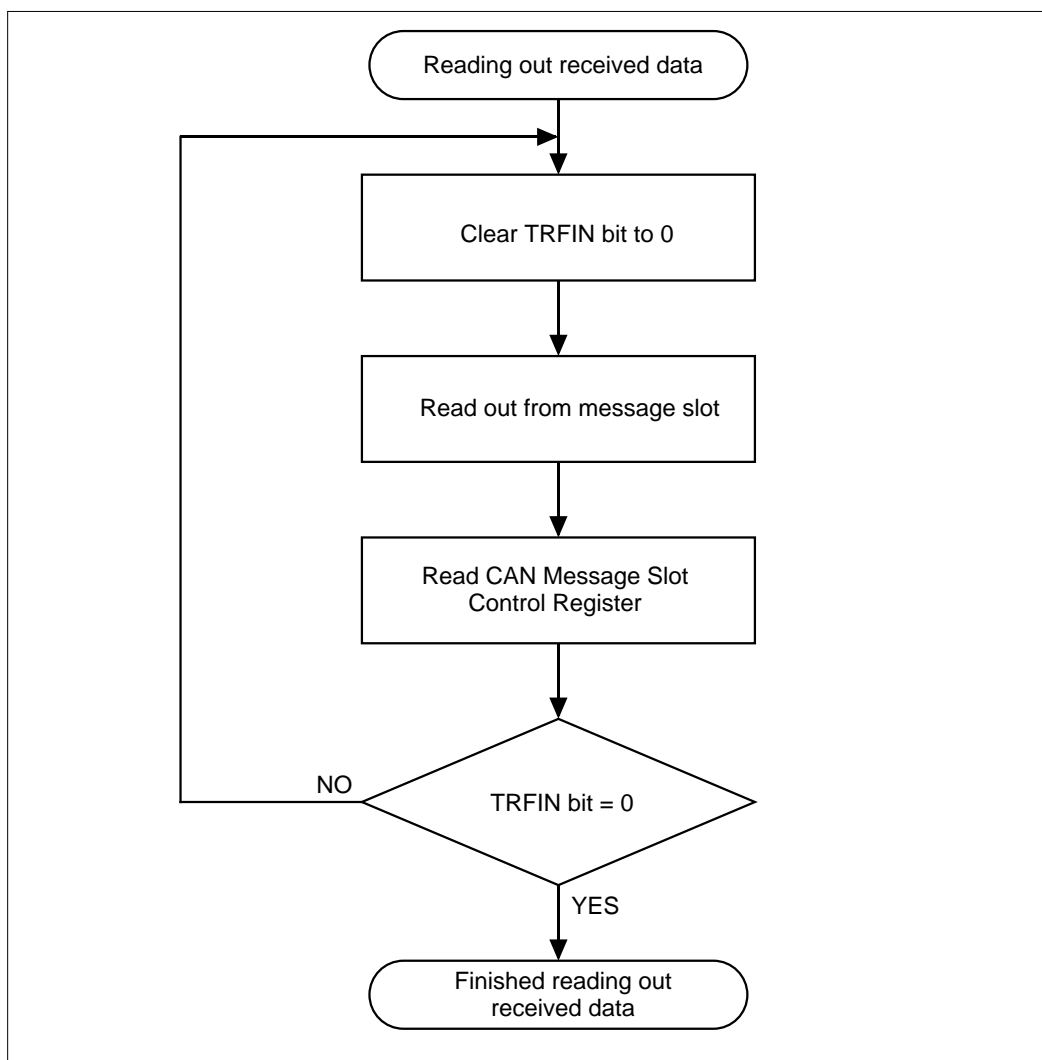 Reading out received data
Clear TRFIN bit to 0
Read out from message slot
Read CAN Message Slot
Control Register
NO
TRFIN bit = 0
YES
Finished reading out
received data